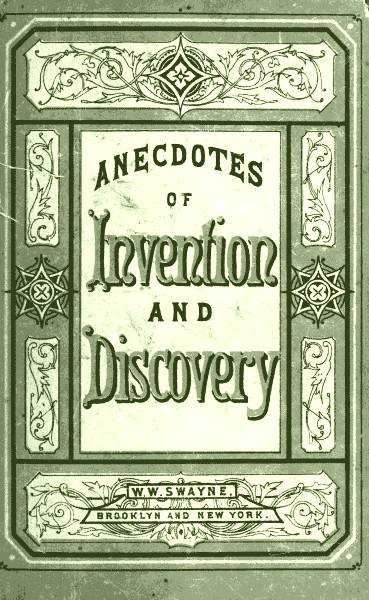 ANECDOTES
OF
Invention
AND
Discovery
W.W. SWAYNE.
BROOKLYN AND NEW YORK.